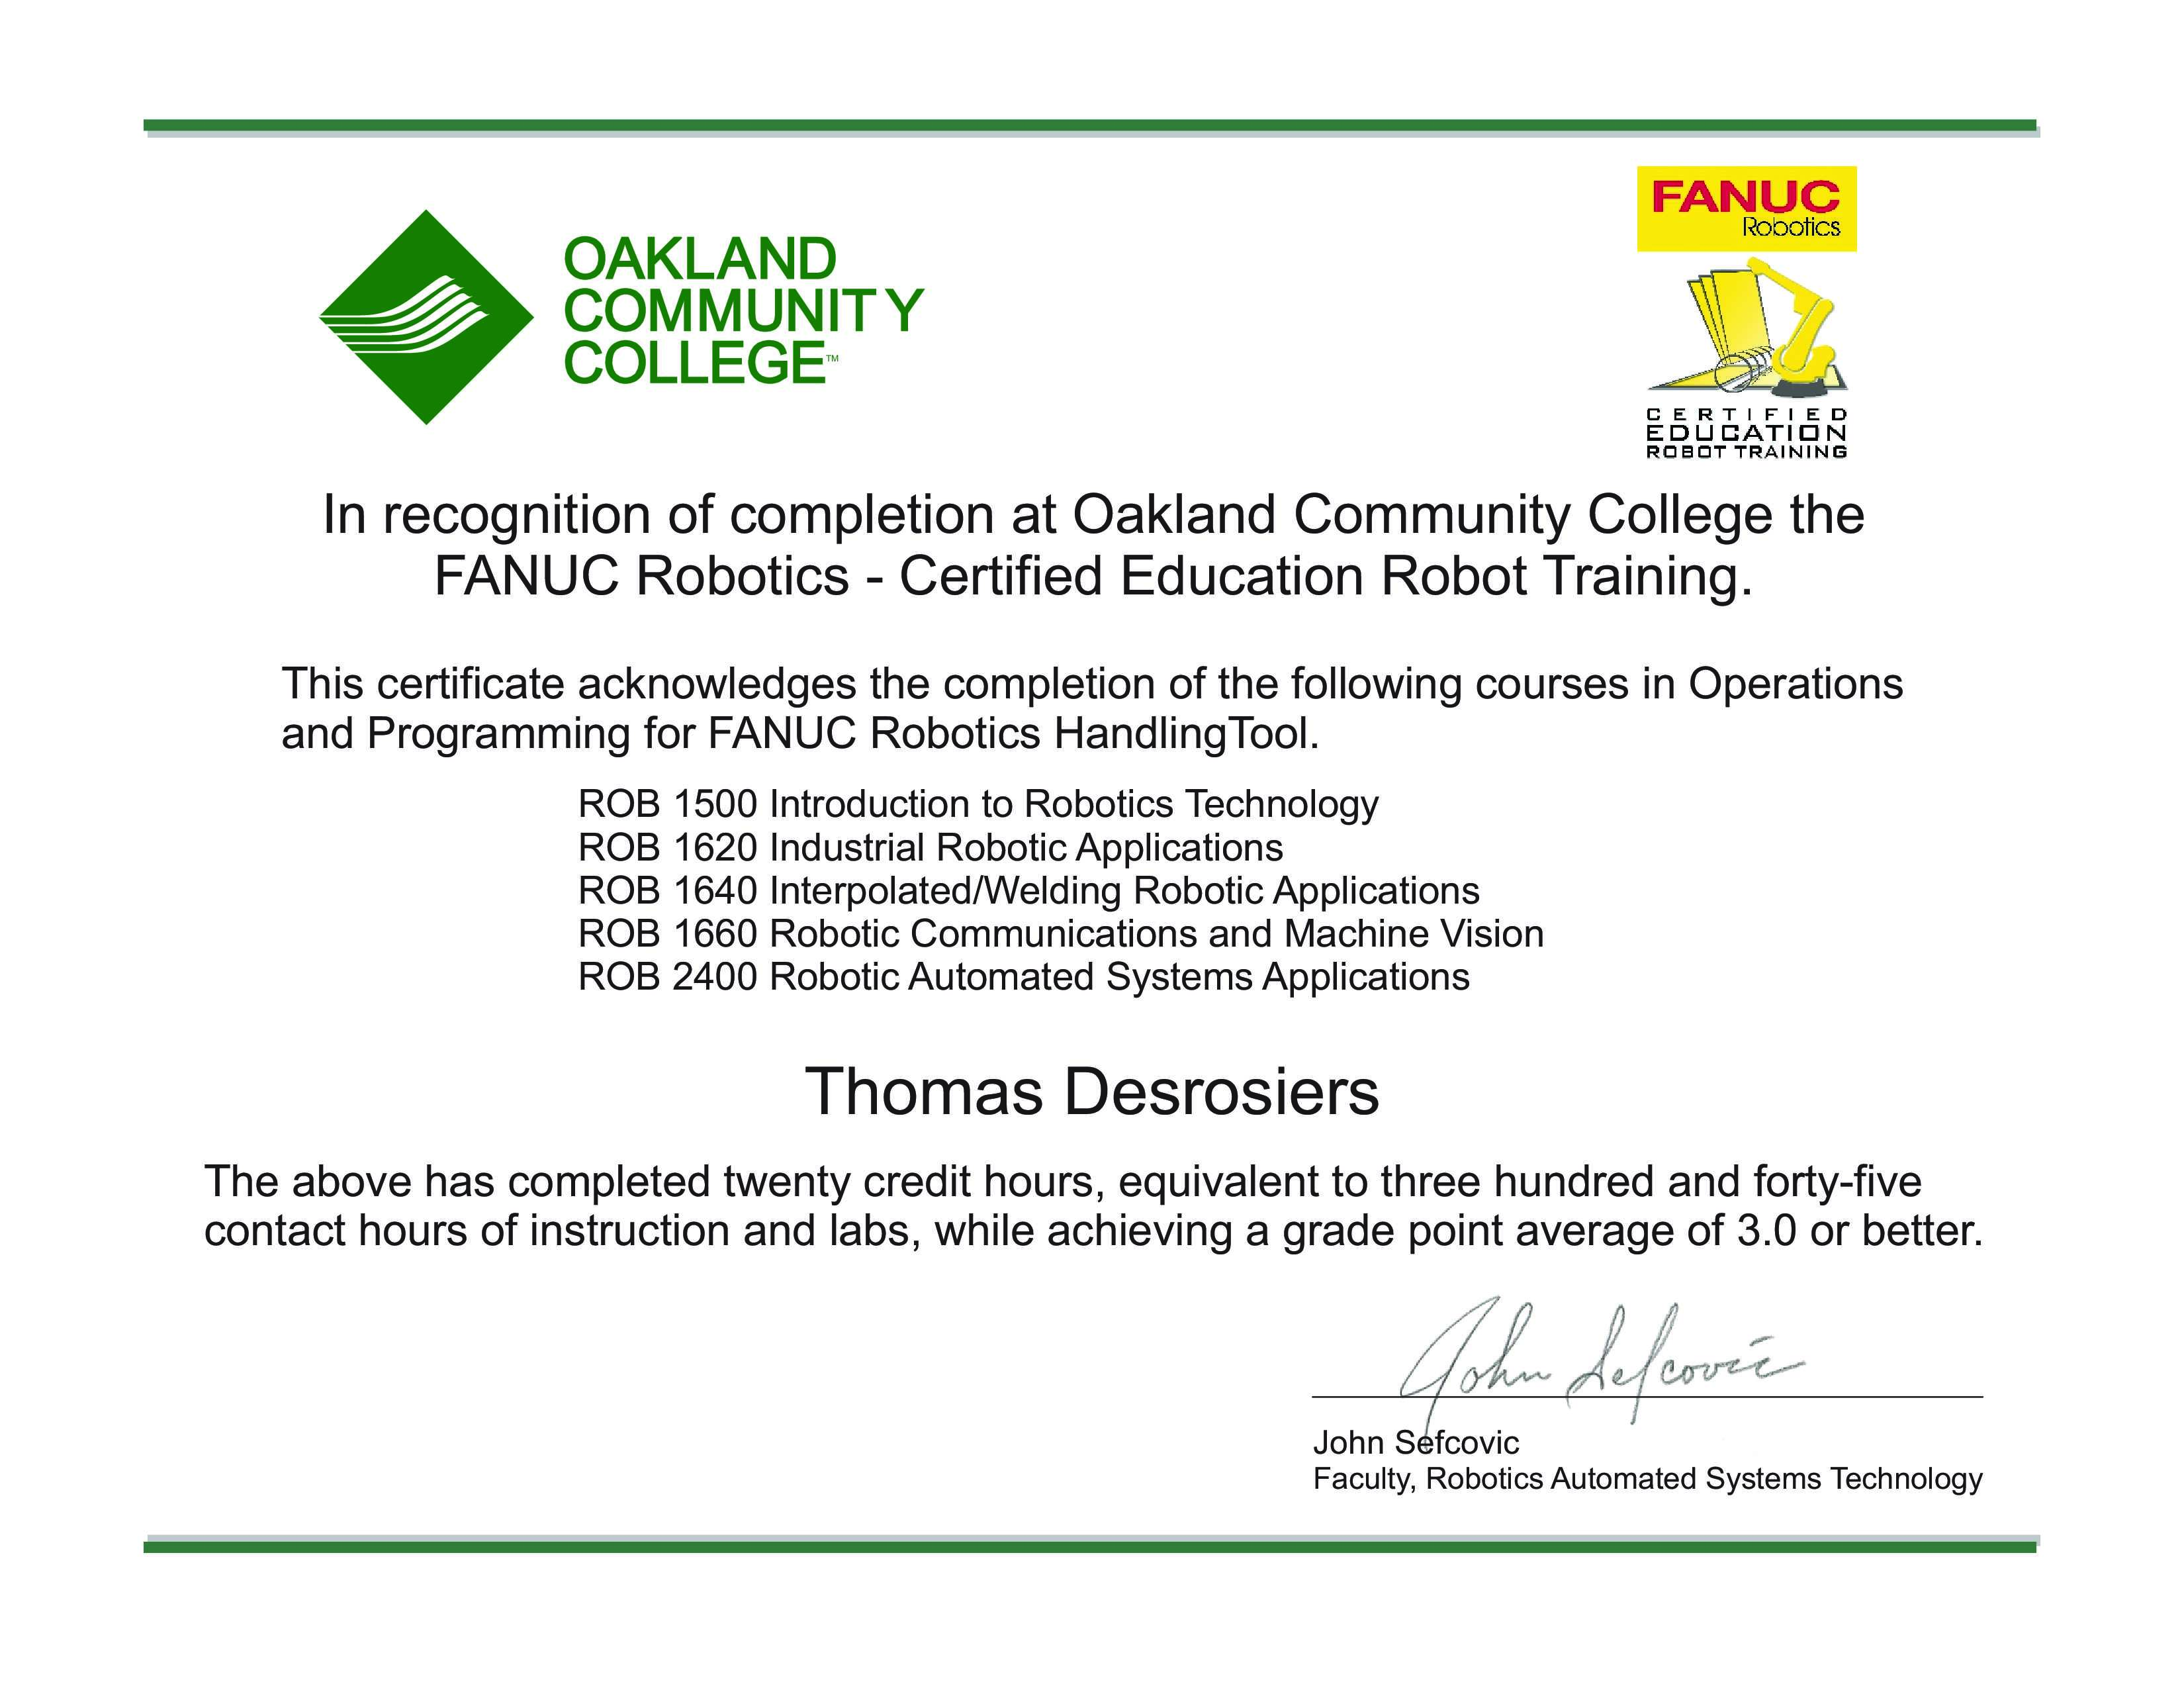 OAKLAND
COMMUNITY
COLLEGE™
FANUC
Robotics
CERTIFIED
EDUCATION
ROBOT TRAINING
In recognition of completion at Oakland Community College the
FANUC Robotics - Certified Education Robot Training.
This certificate acknowledges the completion of the following courses in Operations
and Programming for FANUC Robotics HandlingTool.
ROB 1500 Introduction to Robotics Technology
ROB 1620 Industrial Robotic Applications
ROB 1640 Interpolated/Welding Robotic Applications
ROB 1660 Robotic Communications and Machine Vision
ROB 2400 Robotic Automated Systems Applications
Thomas Desrosiers
The above has completed twenty credit hours, equivalent to three hundred and forty-five
contact hours of instruction and labs, while achieving a grade point average of 3.0 or better.
John Sefcovic
John Sefcovic
Faculty, Robotics Automated Systems Technology